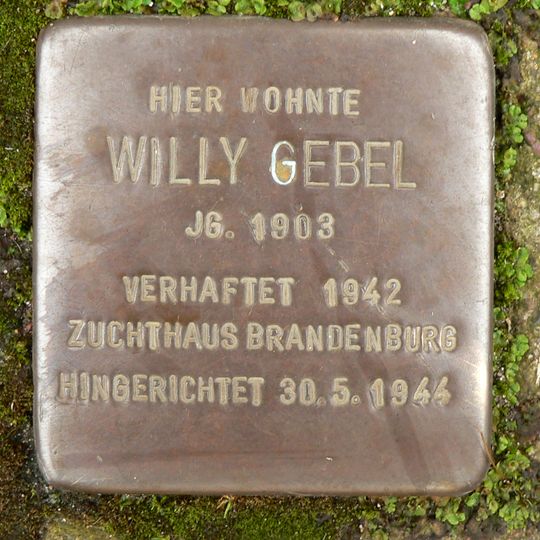 HIER WOHNTE
WILLY GEBEL
JG. 1903
VERHAFTET 1942
ZUCHTHAUS BRANDENBURG
HINGERICHTET 30.5.1944